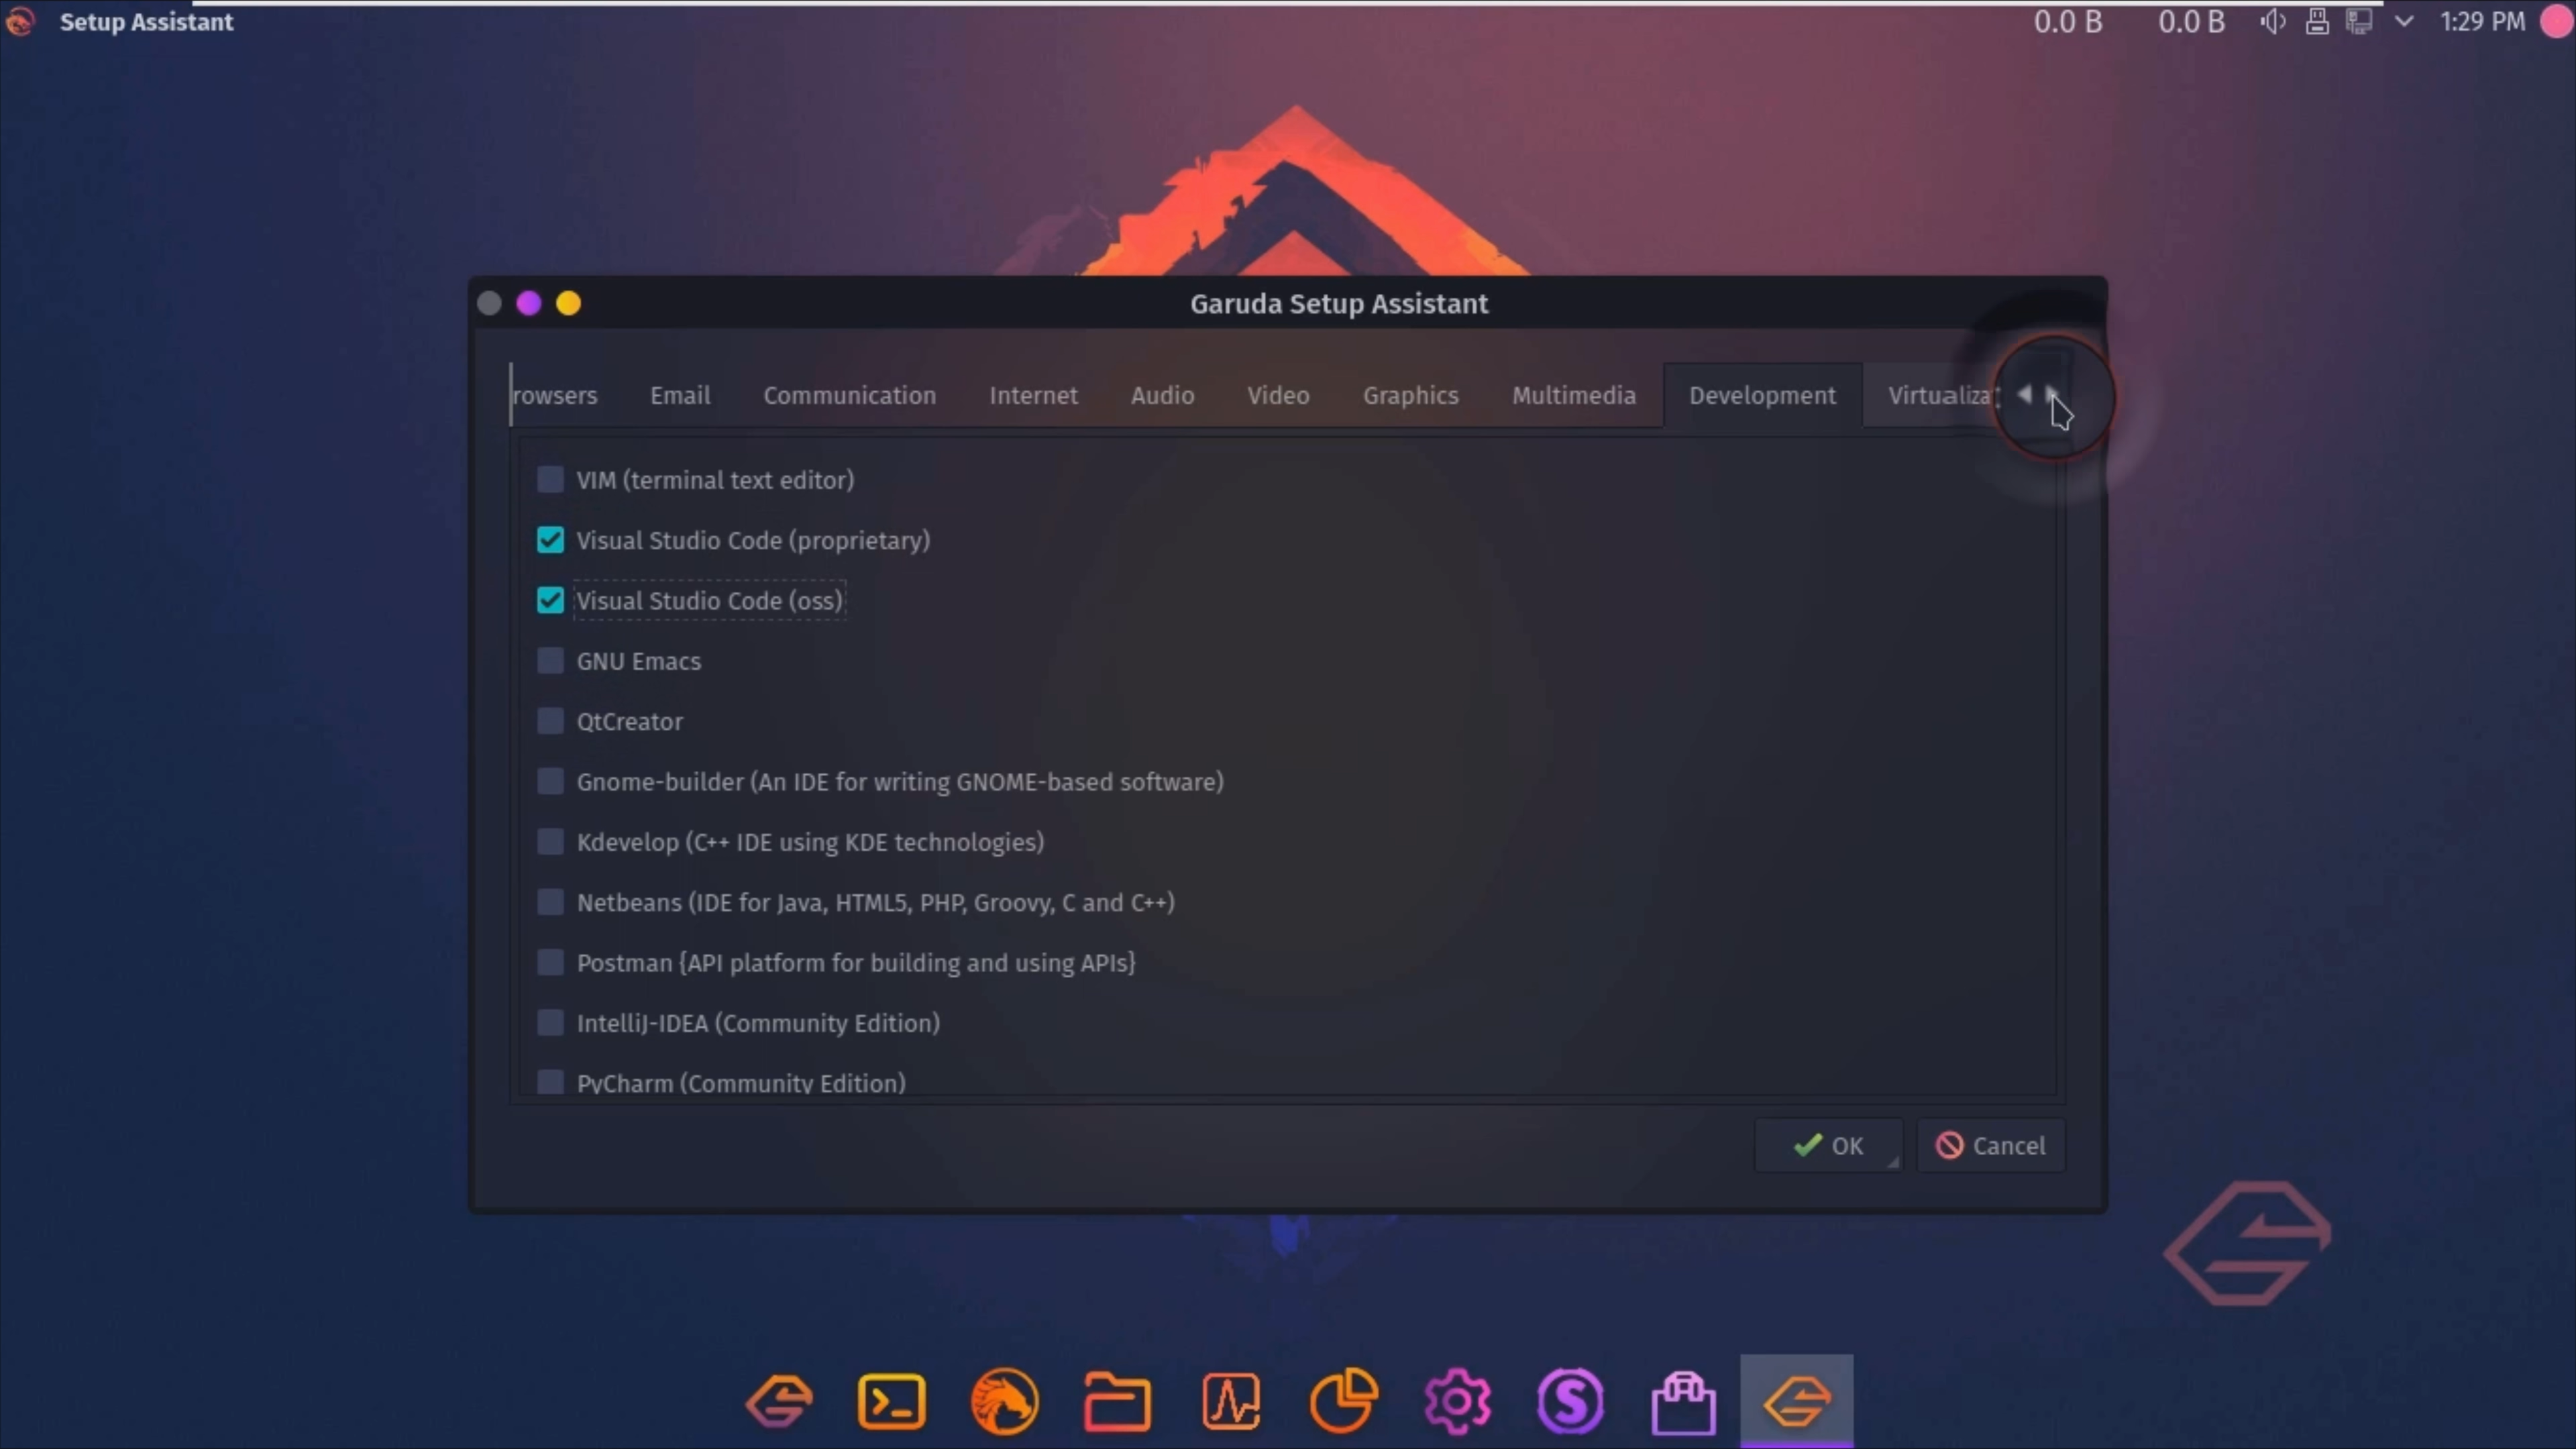 Setup Assistant
0.0 B 0.0 B 1:29 PM
Garuda Setup Assistant
rowsers Email Communication Internet Audio Video Graphics Multimedia Development Virtualiza
VIM (terminal text editor)
Visual Studio Code (proprietary)
Visual Studio Code (oss)
GNU Emacs
QtCreator
Gnome-builder (An IDE for writing GNOME-based software)
Kdevelop (C++ IDE using KDE technologies)
Netbeans (IDE for Java, HTML5, PHP, Groovy, C and C++)
Postman {API platform for building and using APIs}
IntelliJ-IDEA (Community Edition)
PyCharm (Community Edition)
OK Cancel